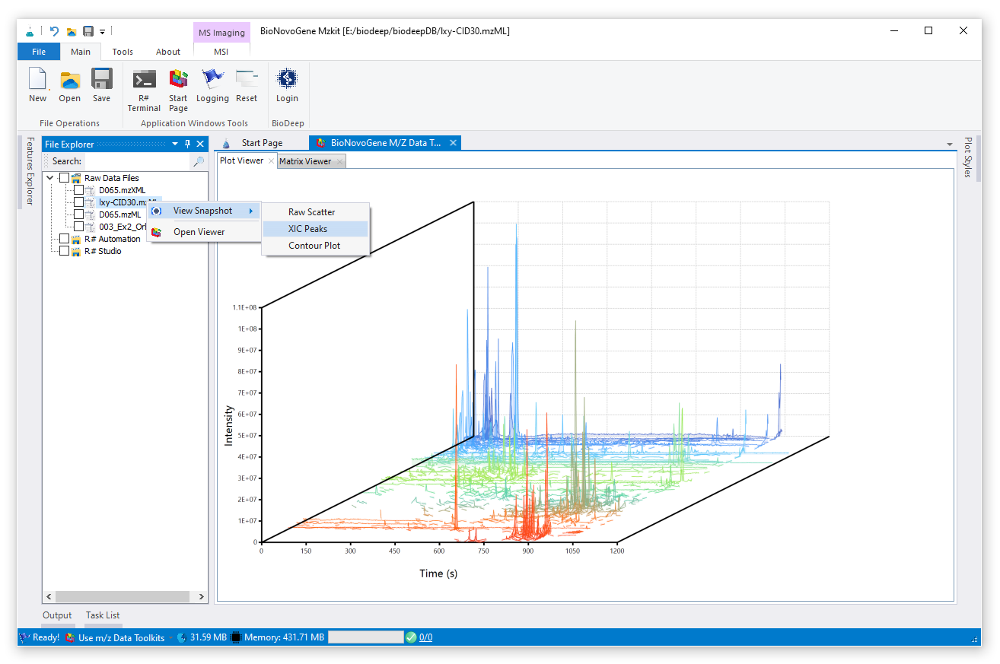 MS Imaging
BioNovoGene Mzkit [E:/biodeep/biodeepDB/lxy-CID30.mzML]
File
Main
Tools
About
MSI
New
Open
Save
R#
Terminal
Start
Page
Logging
Reset
Login
File Operations
Application Windows Tools
BioDeep
Features Explorer
File Explorer
Search:
Raw Data Files
D065.mzXML
lxy-CID30.mzML
D065.mzML
003_Ex2_Orl
R# Automation
R# Studio
View Snapshot
Open Viewer
Raw Scatter
XIC Peaks
Contour Plot
Start Page
BioNovoGene M/Z Data T...
Plot Viewer
Matrix Viewer
Plot Styles
1.1E+08
1E+08
9E+07
8E+07
7E+07
6E+07
5E+07
4E+07
3E+07
2E+07
1E+07
0
Intensity
0 150 300 450 600 750 900 1050 1200
Time (s)
Output
Task List
Ready!
Use m/z Data Toolkits
31.59 MB
Memory: 431.71 MB
0/0